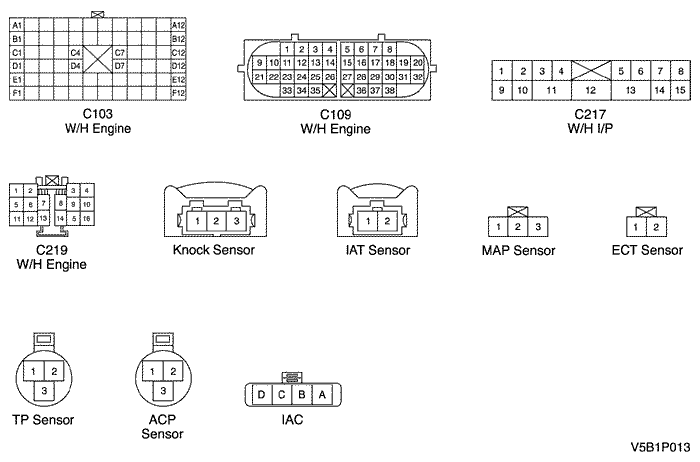 A1 A12
B1 B12
C1 C4 C7 C12
D1 D4 D7 D12
E1 E12
F1 F12
C103
W/H Engine
1 2 3 4 5 6 7 8
9 10 11 12 13 14 15 16 17 18 19 20
21 22 23 24 25 26 27 28 29 30 31 32
33 34 35 36 37 38
C109
W/H Engine
1 2 3 4 5 6 7 8
9 10 11 12 13 14 15
C217
W/H I/P
1 2 3 4
5 6 7 8 9 10
11 12 13 14 5 16
C219
W/H Engine
1 2 3
Knock Sensor
1 2
IAT Sensor
1 2 3
MAP Sensor
1 2
ECT Sensor
1 2
3
TP Sensor
1 2
3
ACP
Sensor
D C B A
IAC
V5B1P013